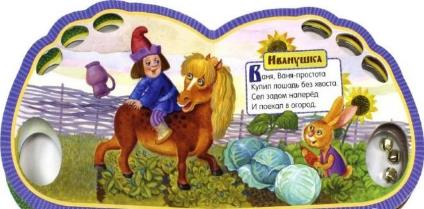 Иванушка
Ваня, Ваня-простота
Купил лошадь без хвоста.
Сел задом наперёд
И поехал в огород.